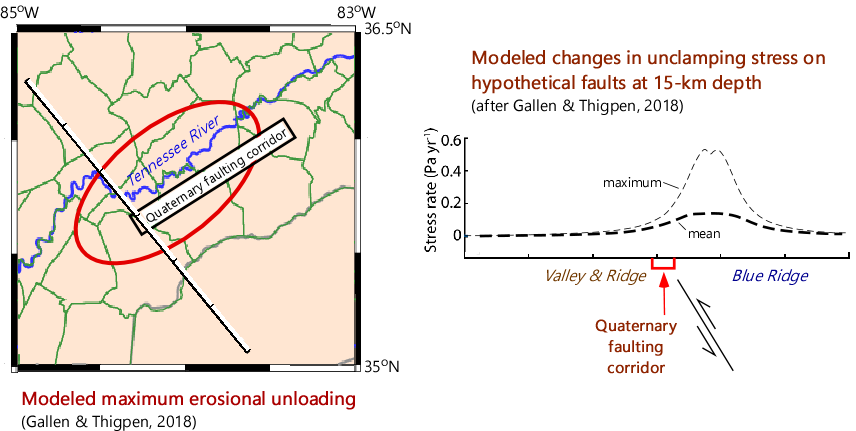 85°W
83°W
36.5°N
Tennessee River
Quaternary faulting corridor
35°N
Modeled maximum erosional unloading
(Gallen & Thigpen, 2018)
Modeled changes in unclamping stress on
hypothetical faults at 15-km depth
(after Gallen & Thigpen, 2018)
Stress rate (Pa yr⁻¹)
0.6
0.4
0.2
0
maximum
mean
Valley & Ridge
Blue Ridge
Quaternary
faulting
corridor